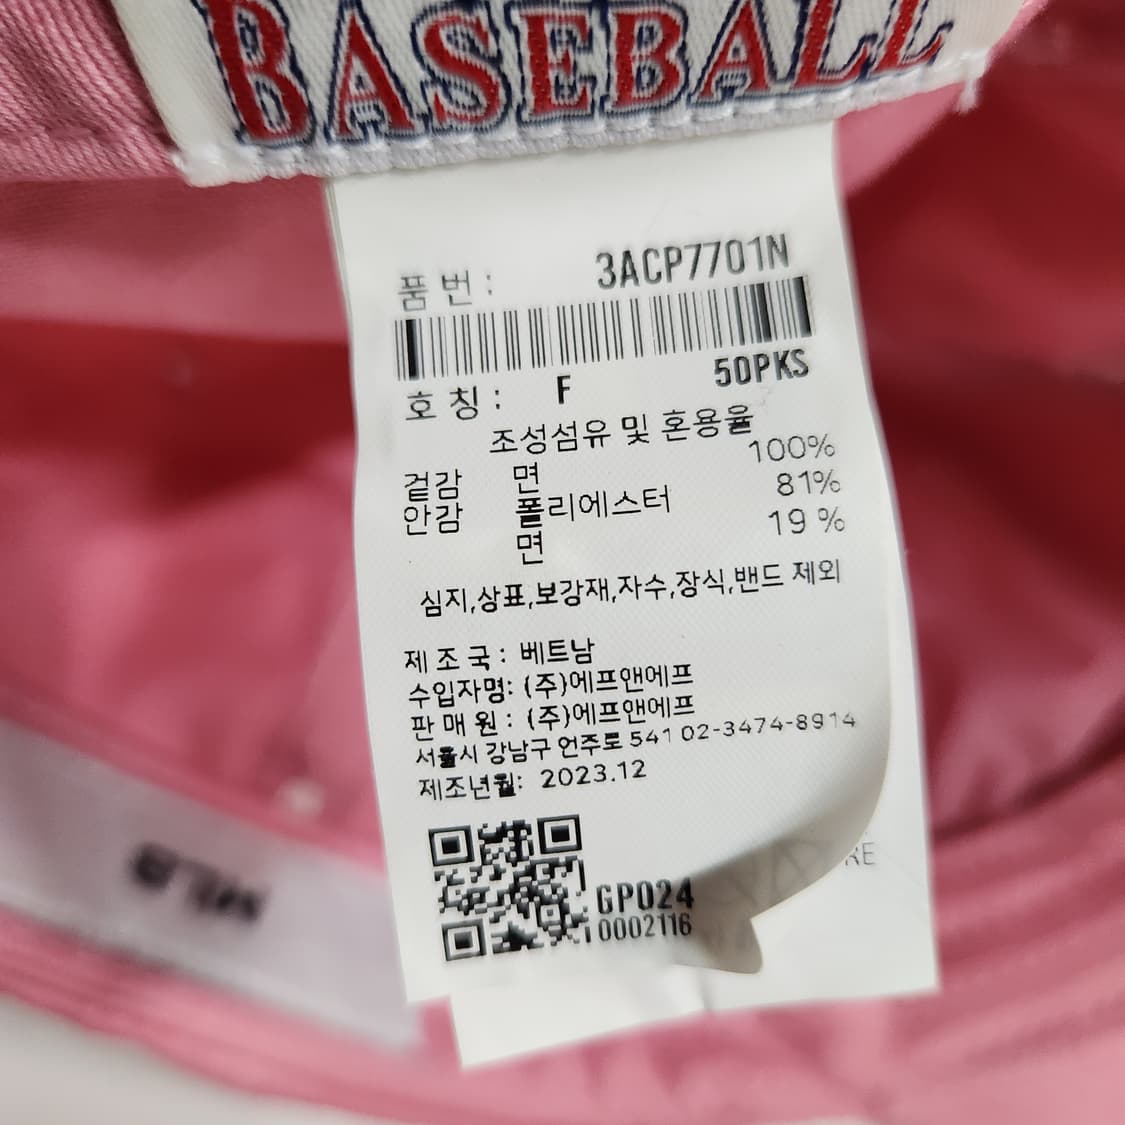 BASEBALL
품 번 : 3ACP7701N
50PKS
호 칭 : F
조성섬유 및 혼용율
겉감 면 100%
안감 폴리에스터 81%
면 19 %
심지,상표,보강재,자수,장식,밴드 제외
제 조 국 : 베트남
수입자명: (주)에프앤에프
판 매 원 : (주)에프앤에프
서울시 강남구 언주로 541 02-3474-8914
제조년월: 2023.12
GP024
10002116
RE
MLB